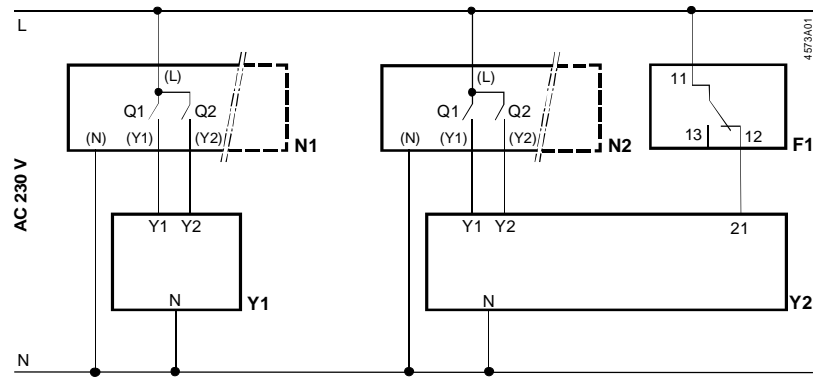 L
4573A01
(L) (L)
11
Q1 Q2 Q1 Q2
(N) (Y1) (Y2) (N) (Y1) (Y2) 13 12
N1 N2 F1
AC 230 V
Y1 Y2 Y1 Y2 21
N N
Y1 Y2
N